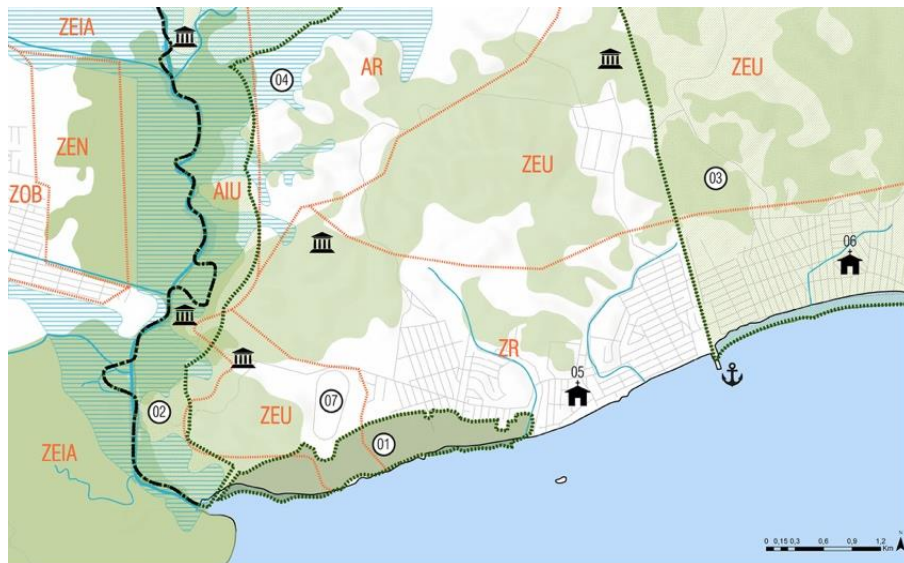 ZEIA
AR
ZEU
04
ZEN
ZEU
ZOB
AIU
03
06
ZR
05
07
02
ZEU
01
ZEIA
N
0 0,15 0,3 0,6 0,9 1,2
Km